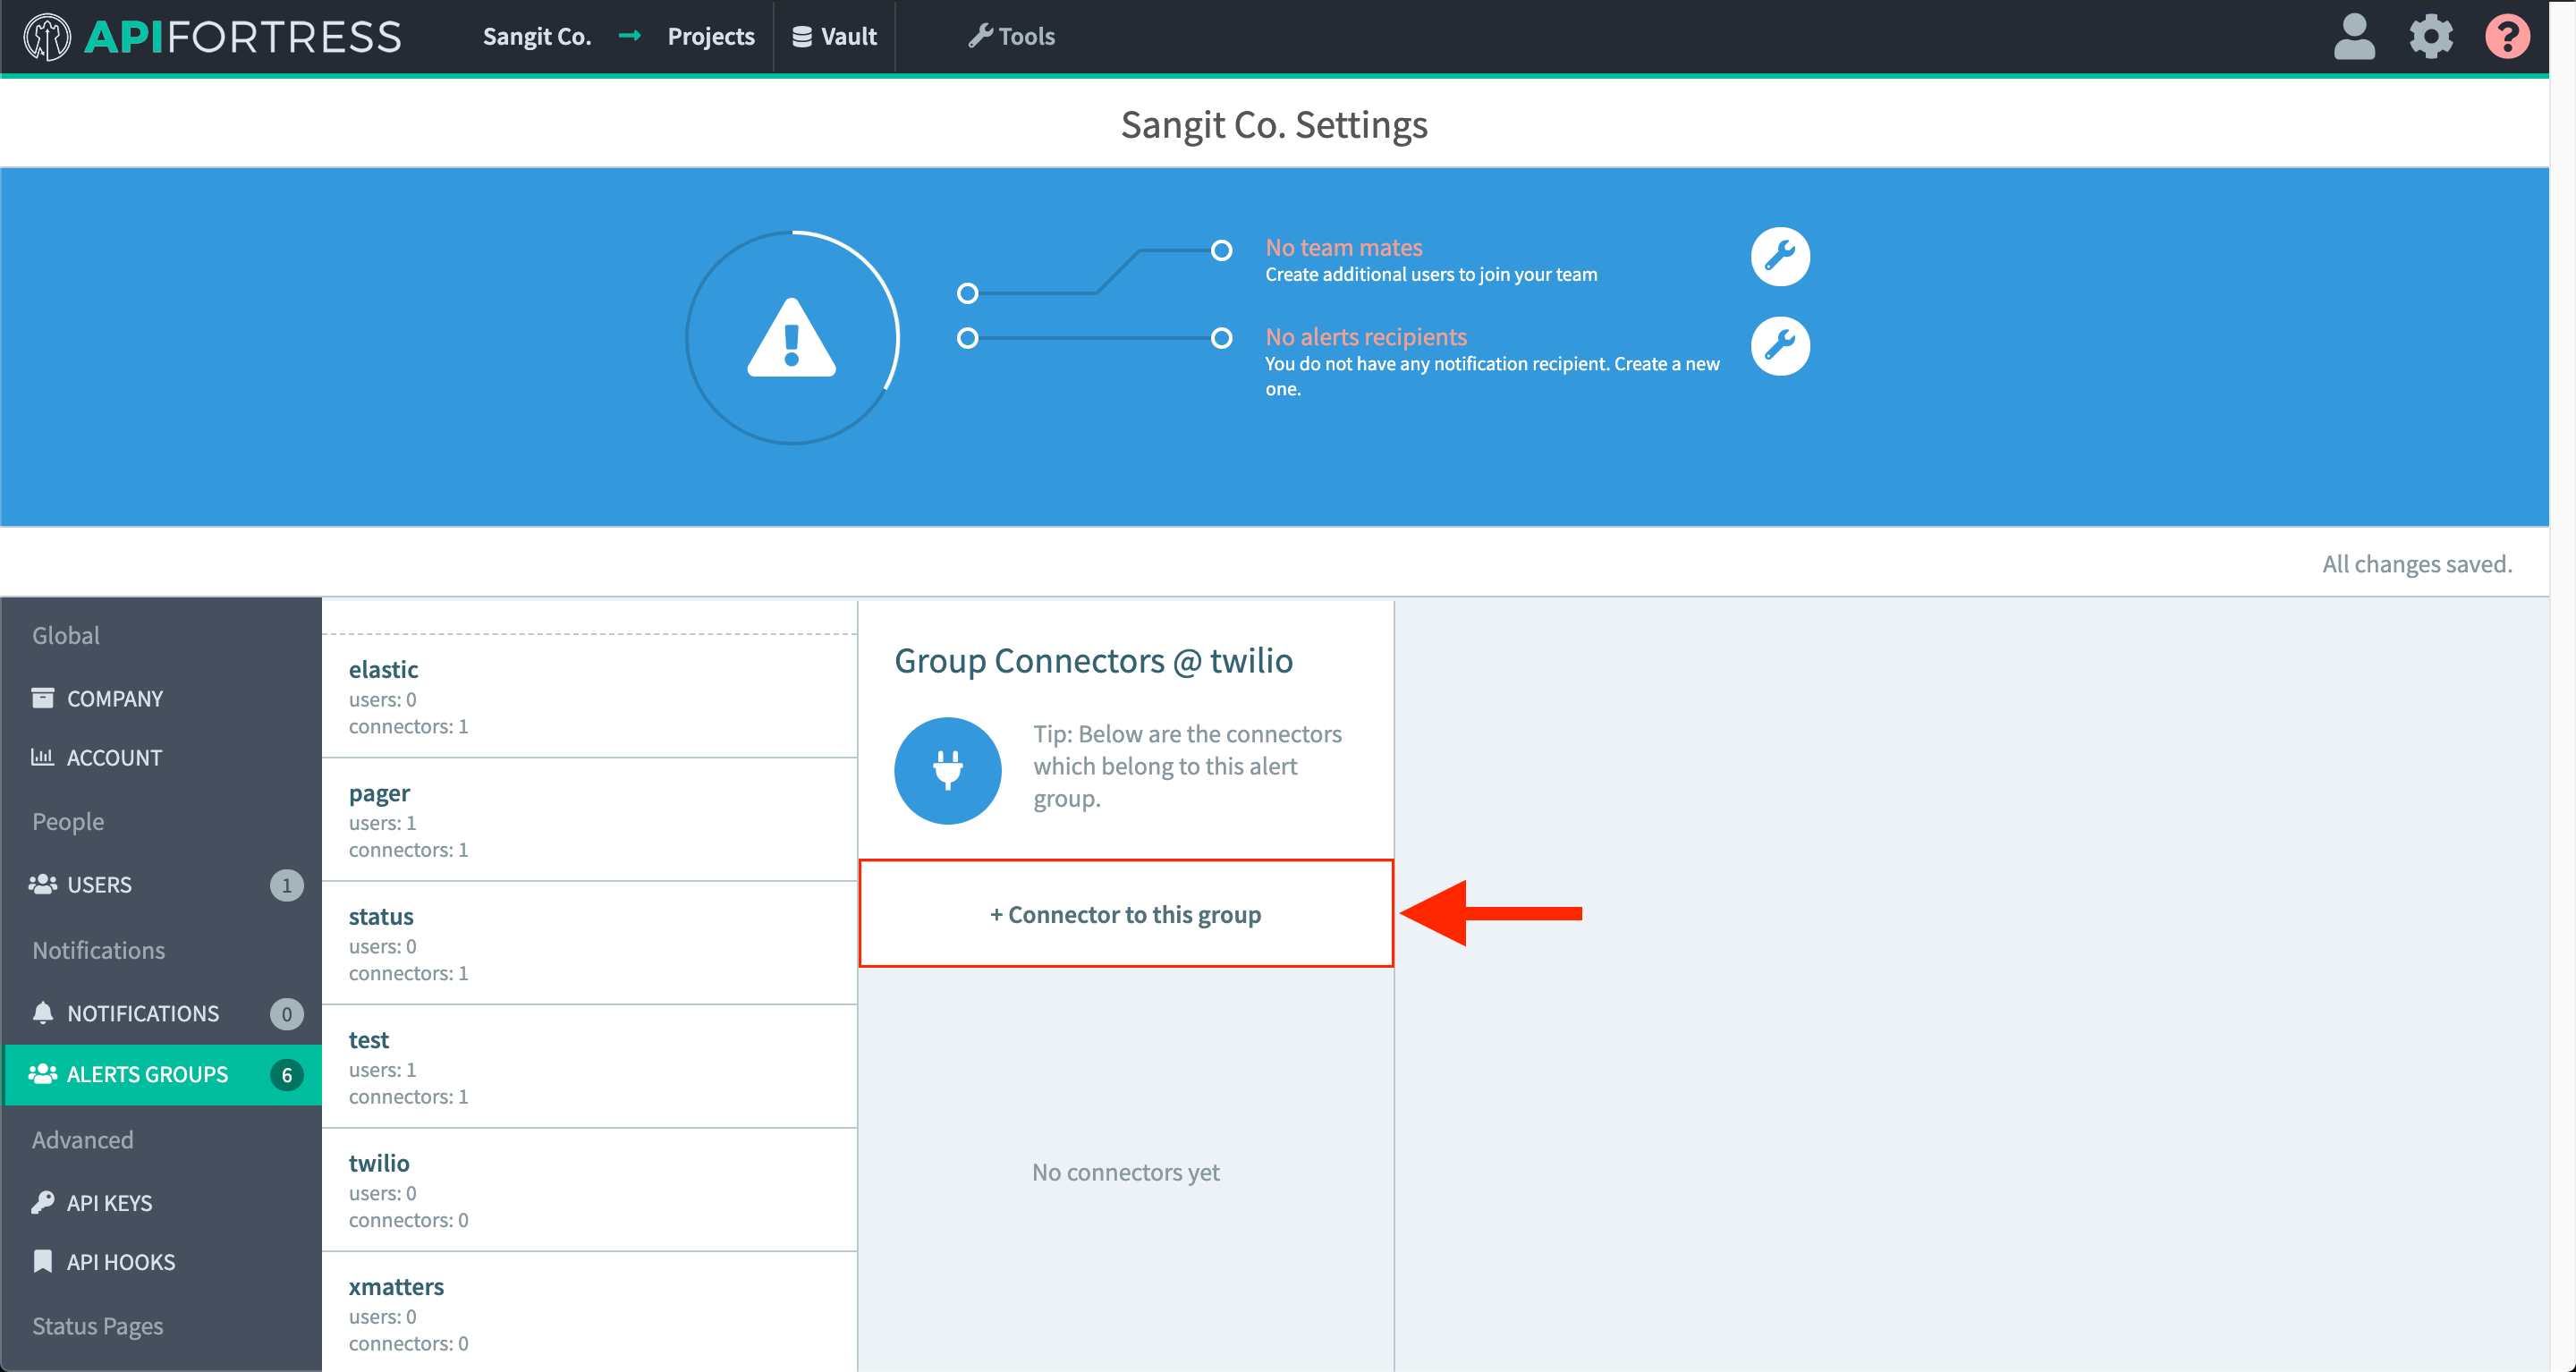 APIFORTRESS
Sangit Co. → Projects
Vault
Tools
?
Sangit Co. Settings
No team mates
Create additional users to join your team
No alerts recipients
You do not have any notification recipient. Create a new
one.
All changes saved.
Global
COMPANY
ACCOUNT
People
USERS 1
Notifications
NOTIFICATIONS 0
ALERTS GROUPS 6
Advanced
API KEYS
API HOOKS
Status Pages
elastic
users: 0
connectors: 1
pager
users: 1
connectors: 1
status
users: 0
connectors: 1
test
users: 1
connectors: 1
twilio
users: 0
connectors: 0
xmatters
users: 0
connectors: 0
Group Connectors @ twilio
Tip: Below are the connectors
which belong to this alert
group.
+ Connector to this group
No connectors yet